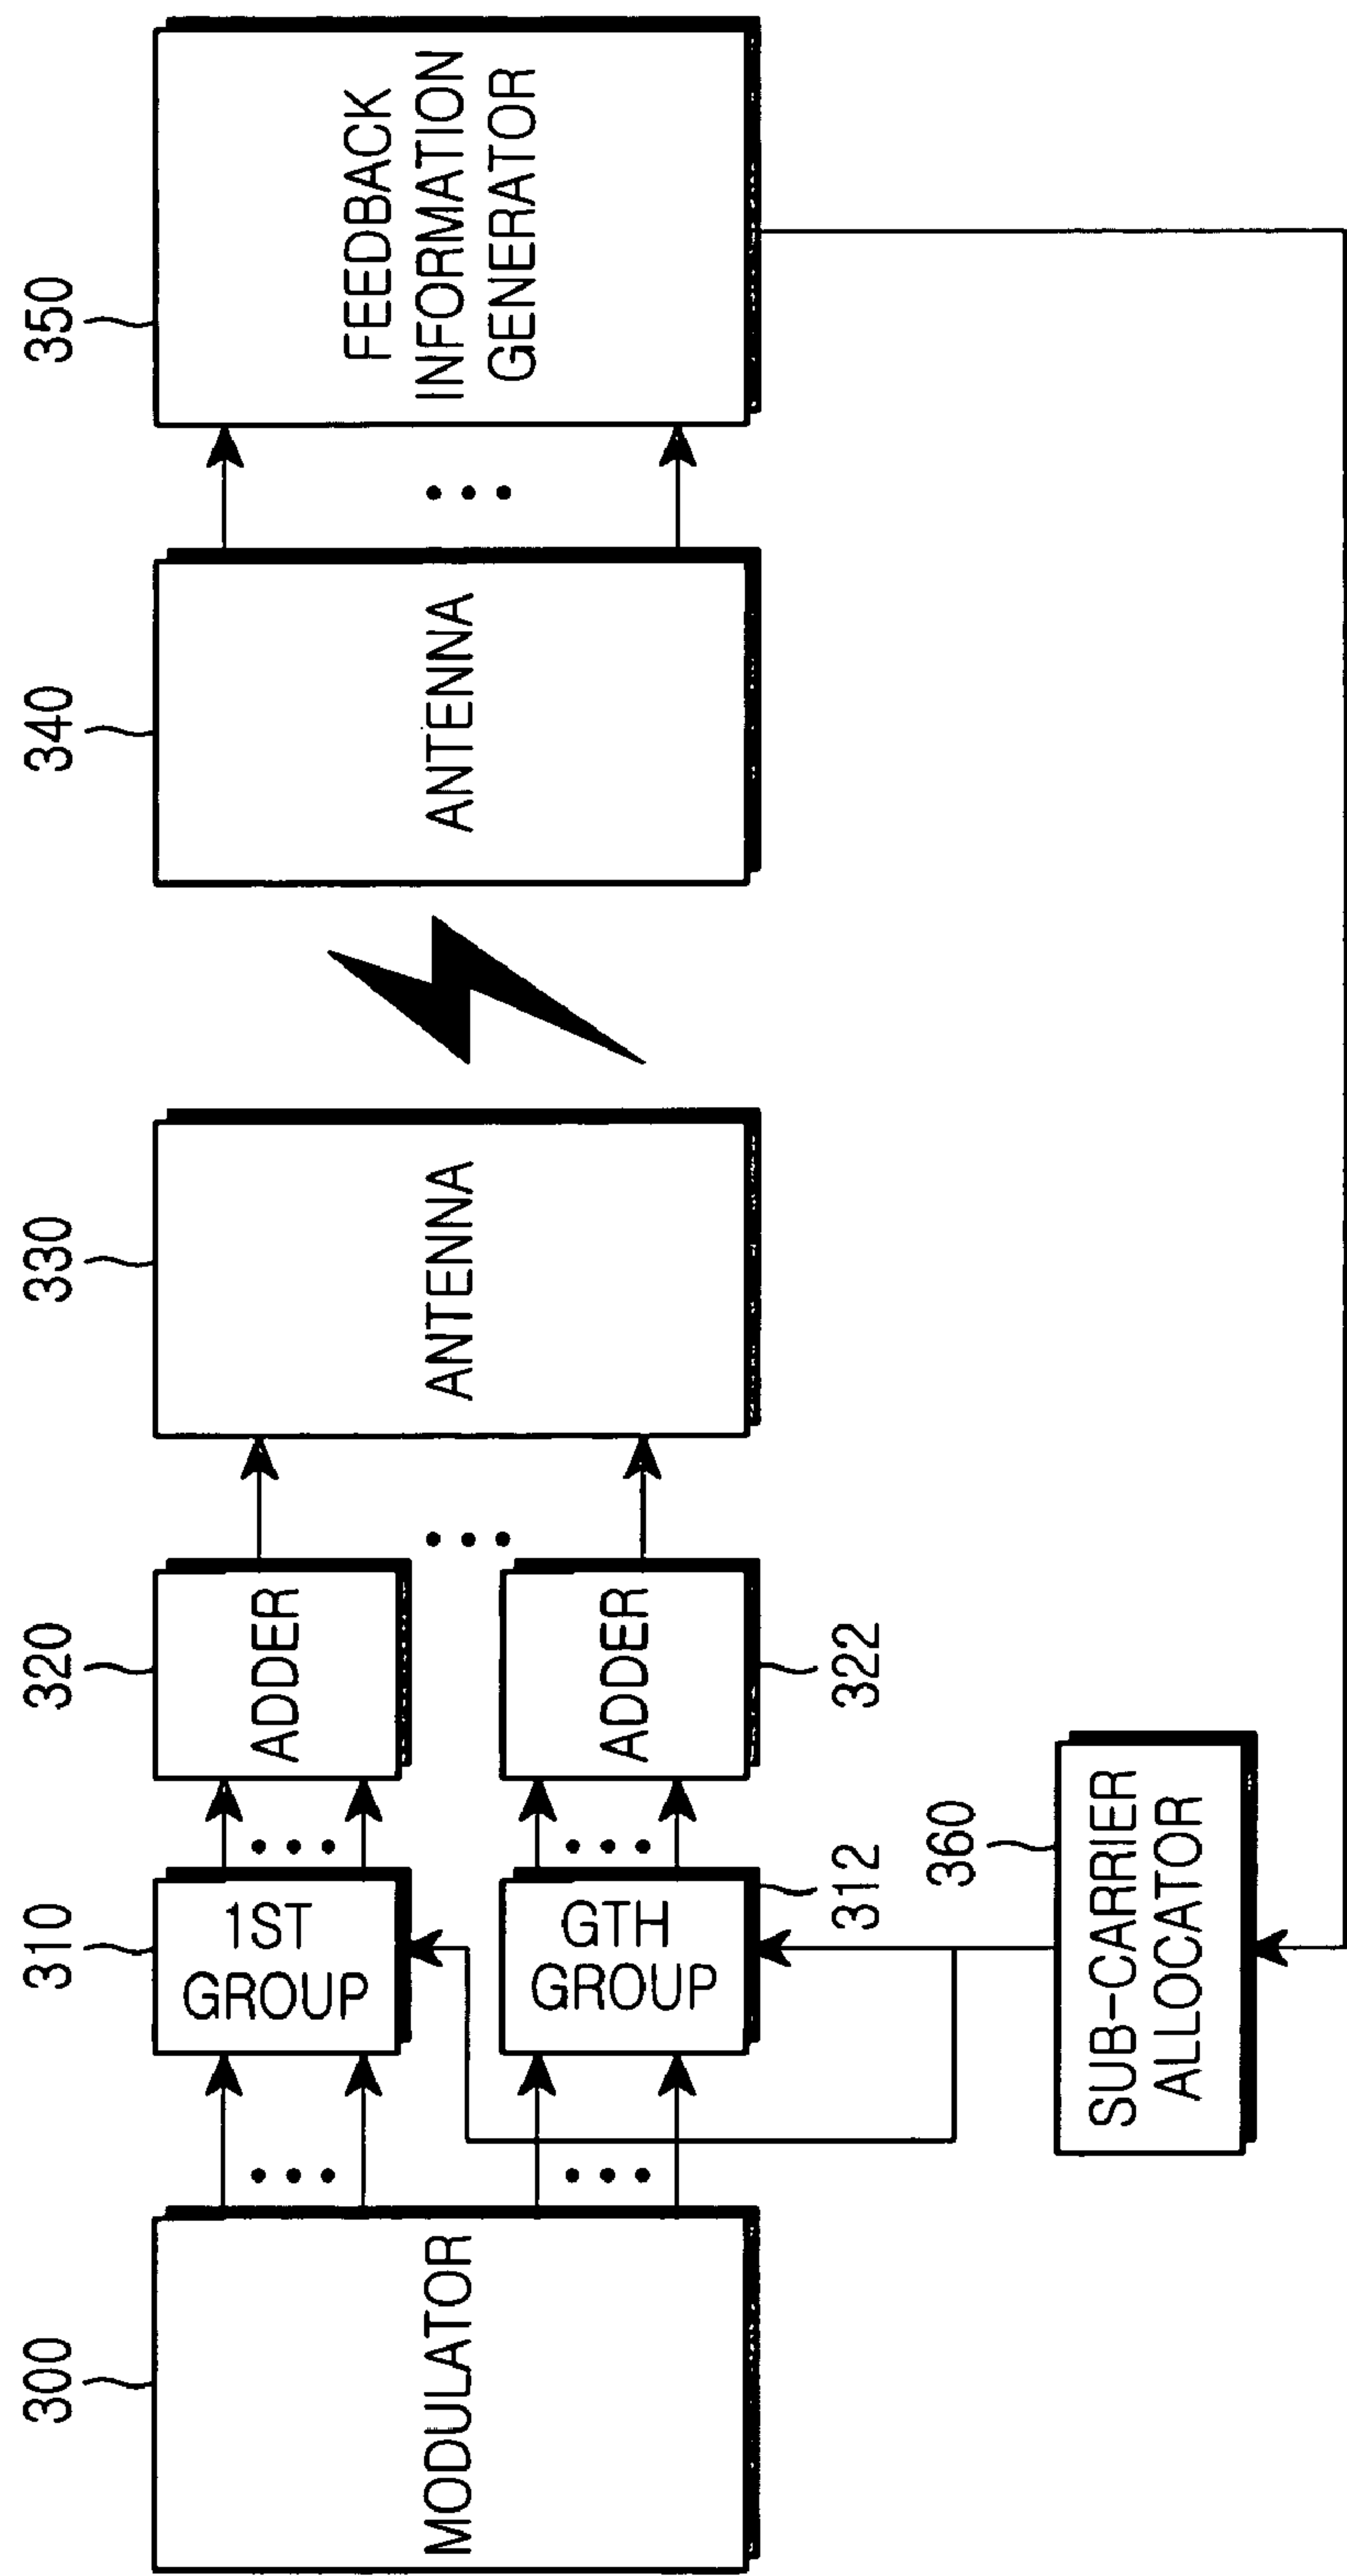 300
MODULATOR
310
1ST
GROUP
GTH
GROUP
312
320
ADDER
ADDER
322
330
ANTENNA
340
ANTENNA
350
FEEDBACK
INFORMATION
GENERATOR
360
SUB-CARRIER
ALLOCATOR